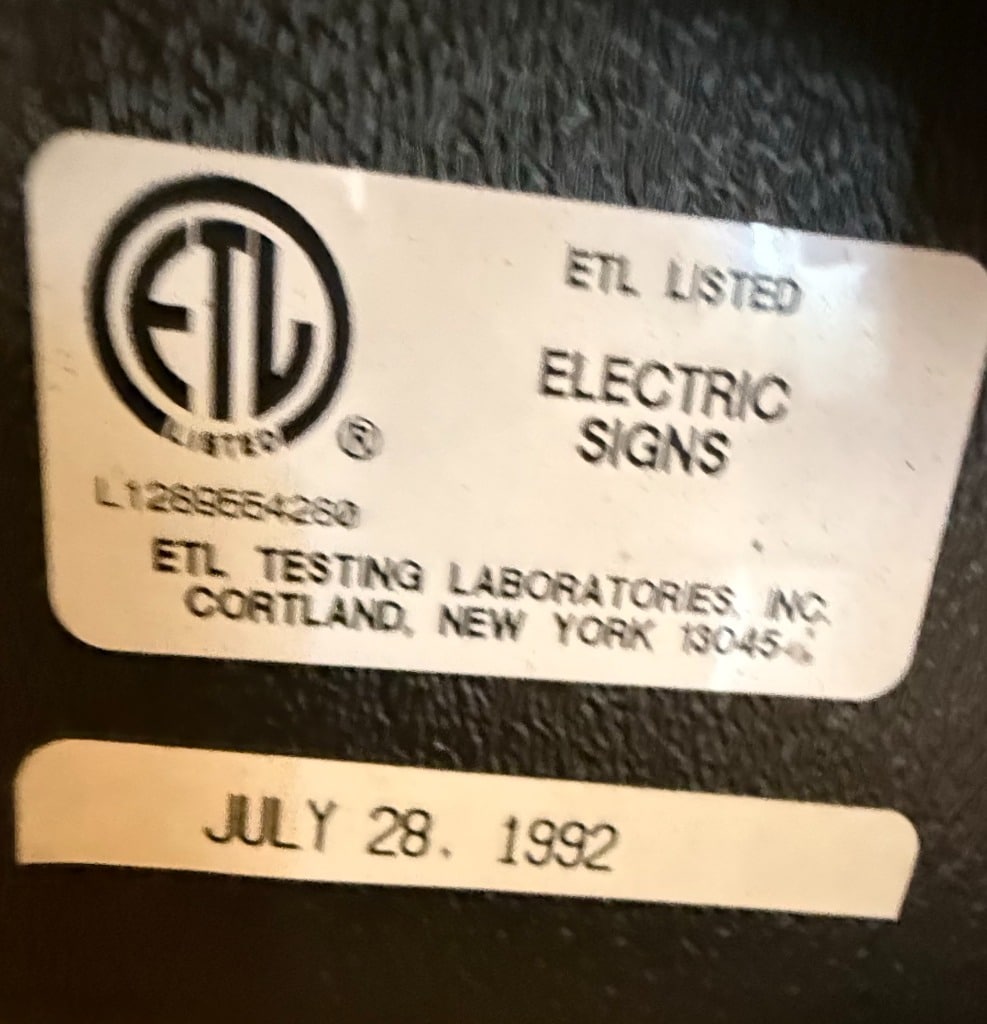 ETL
LISTED
®
ETL LISTED
ELECTRIC
SIGNS
ETL TESTING LABORATORIES, INC.
CORTLAND, NEW YORK 13045
JULY 28. 1992